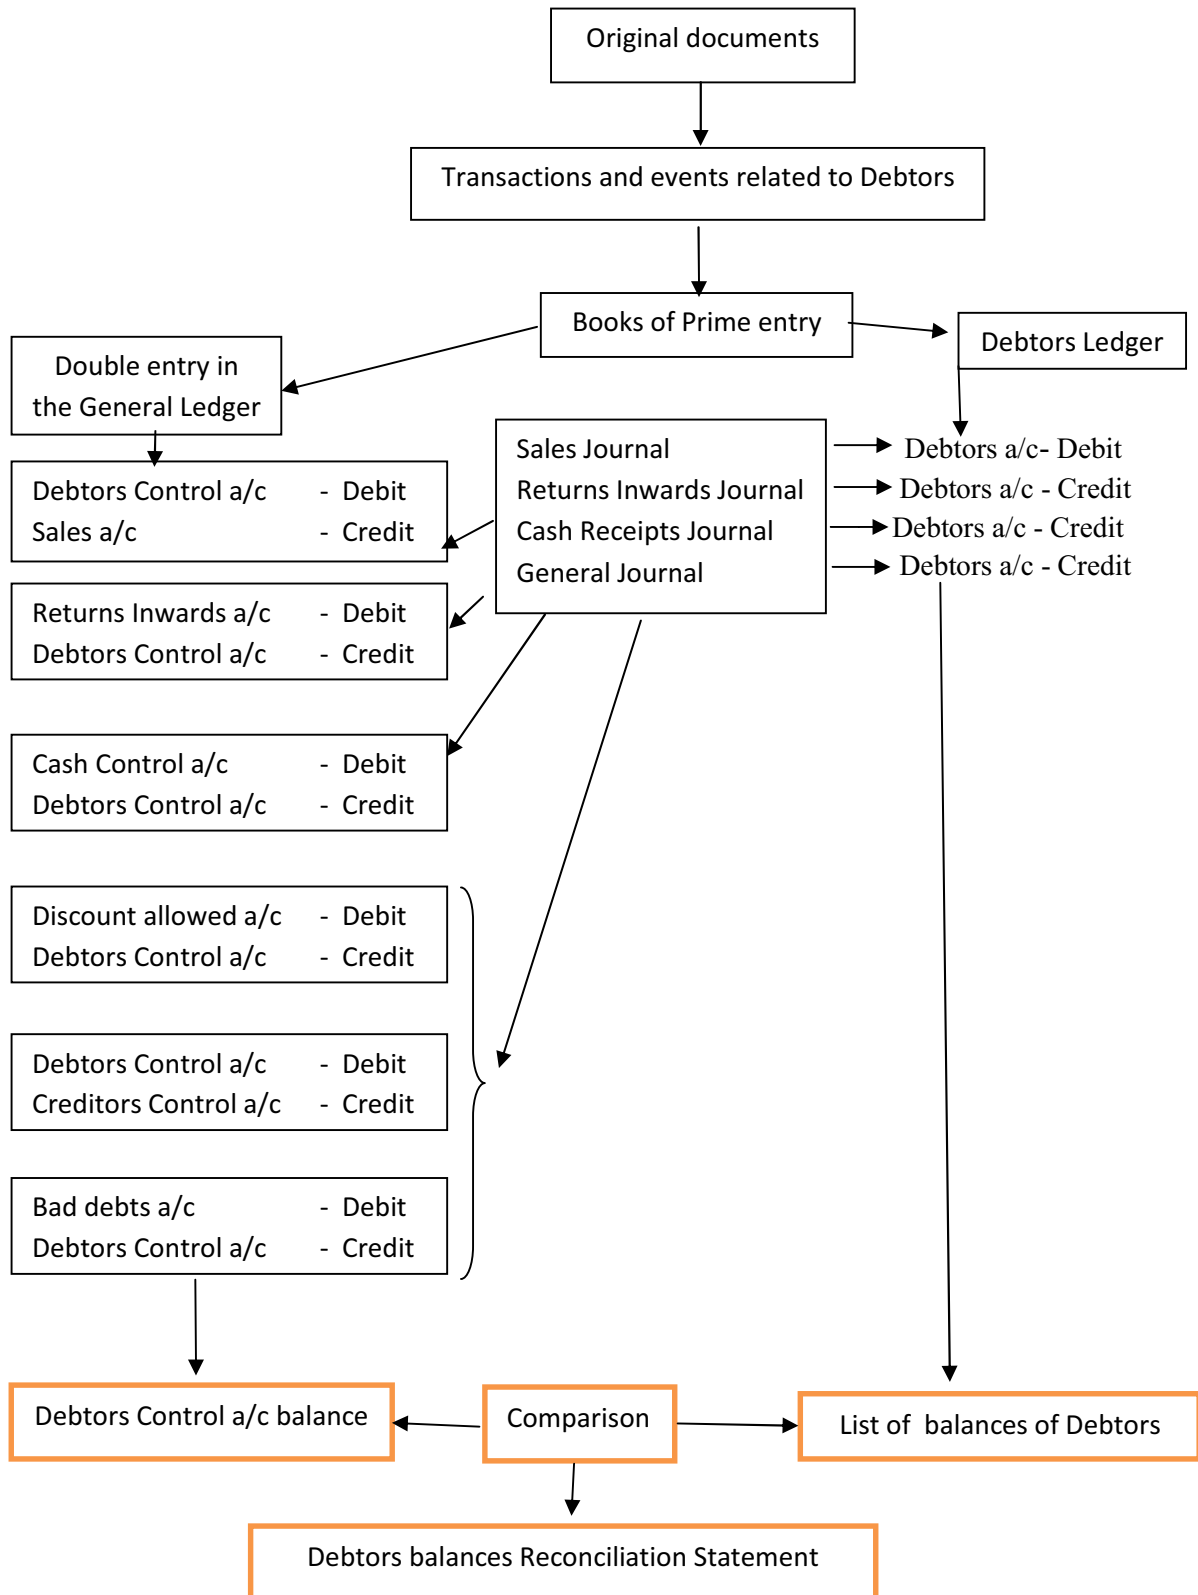 Original documents
Transactions and events related to Debtors
Books of Prime entry
Debtors Ledger
Double entry in
the General Ledger
Sales Journal
Returns Inwards Journal
Cash Receipts Journal
General Journal
Debtors a/c- Debit
Debtors a/c - Credit
Debtors a/c - Credit
Debtors a/c - Credit
Debtors Control a/c - Debit
Sales a/c - Credit
Returns Inwards a/c - Debit
Debtors Control a/c - Credit
Cash Control a/c - Debit
Debtors Control a/c - Credit
Discount allowed a/c - Debit
Debtors Control a/c - Credit
Debtors Control a/c - Debit
Creditors Control a/c - Credit
Bad debts a/c - Debit
Debtors Control a/c - Credit
Debtors Control a/c balance
Comparison
List of balances of Debtors
Debtors balances Reconciliation Statement